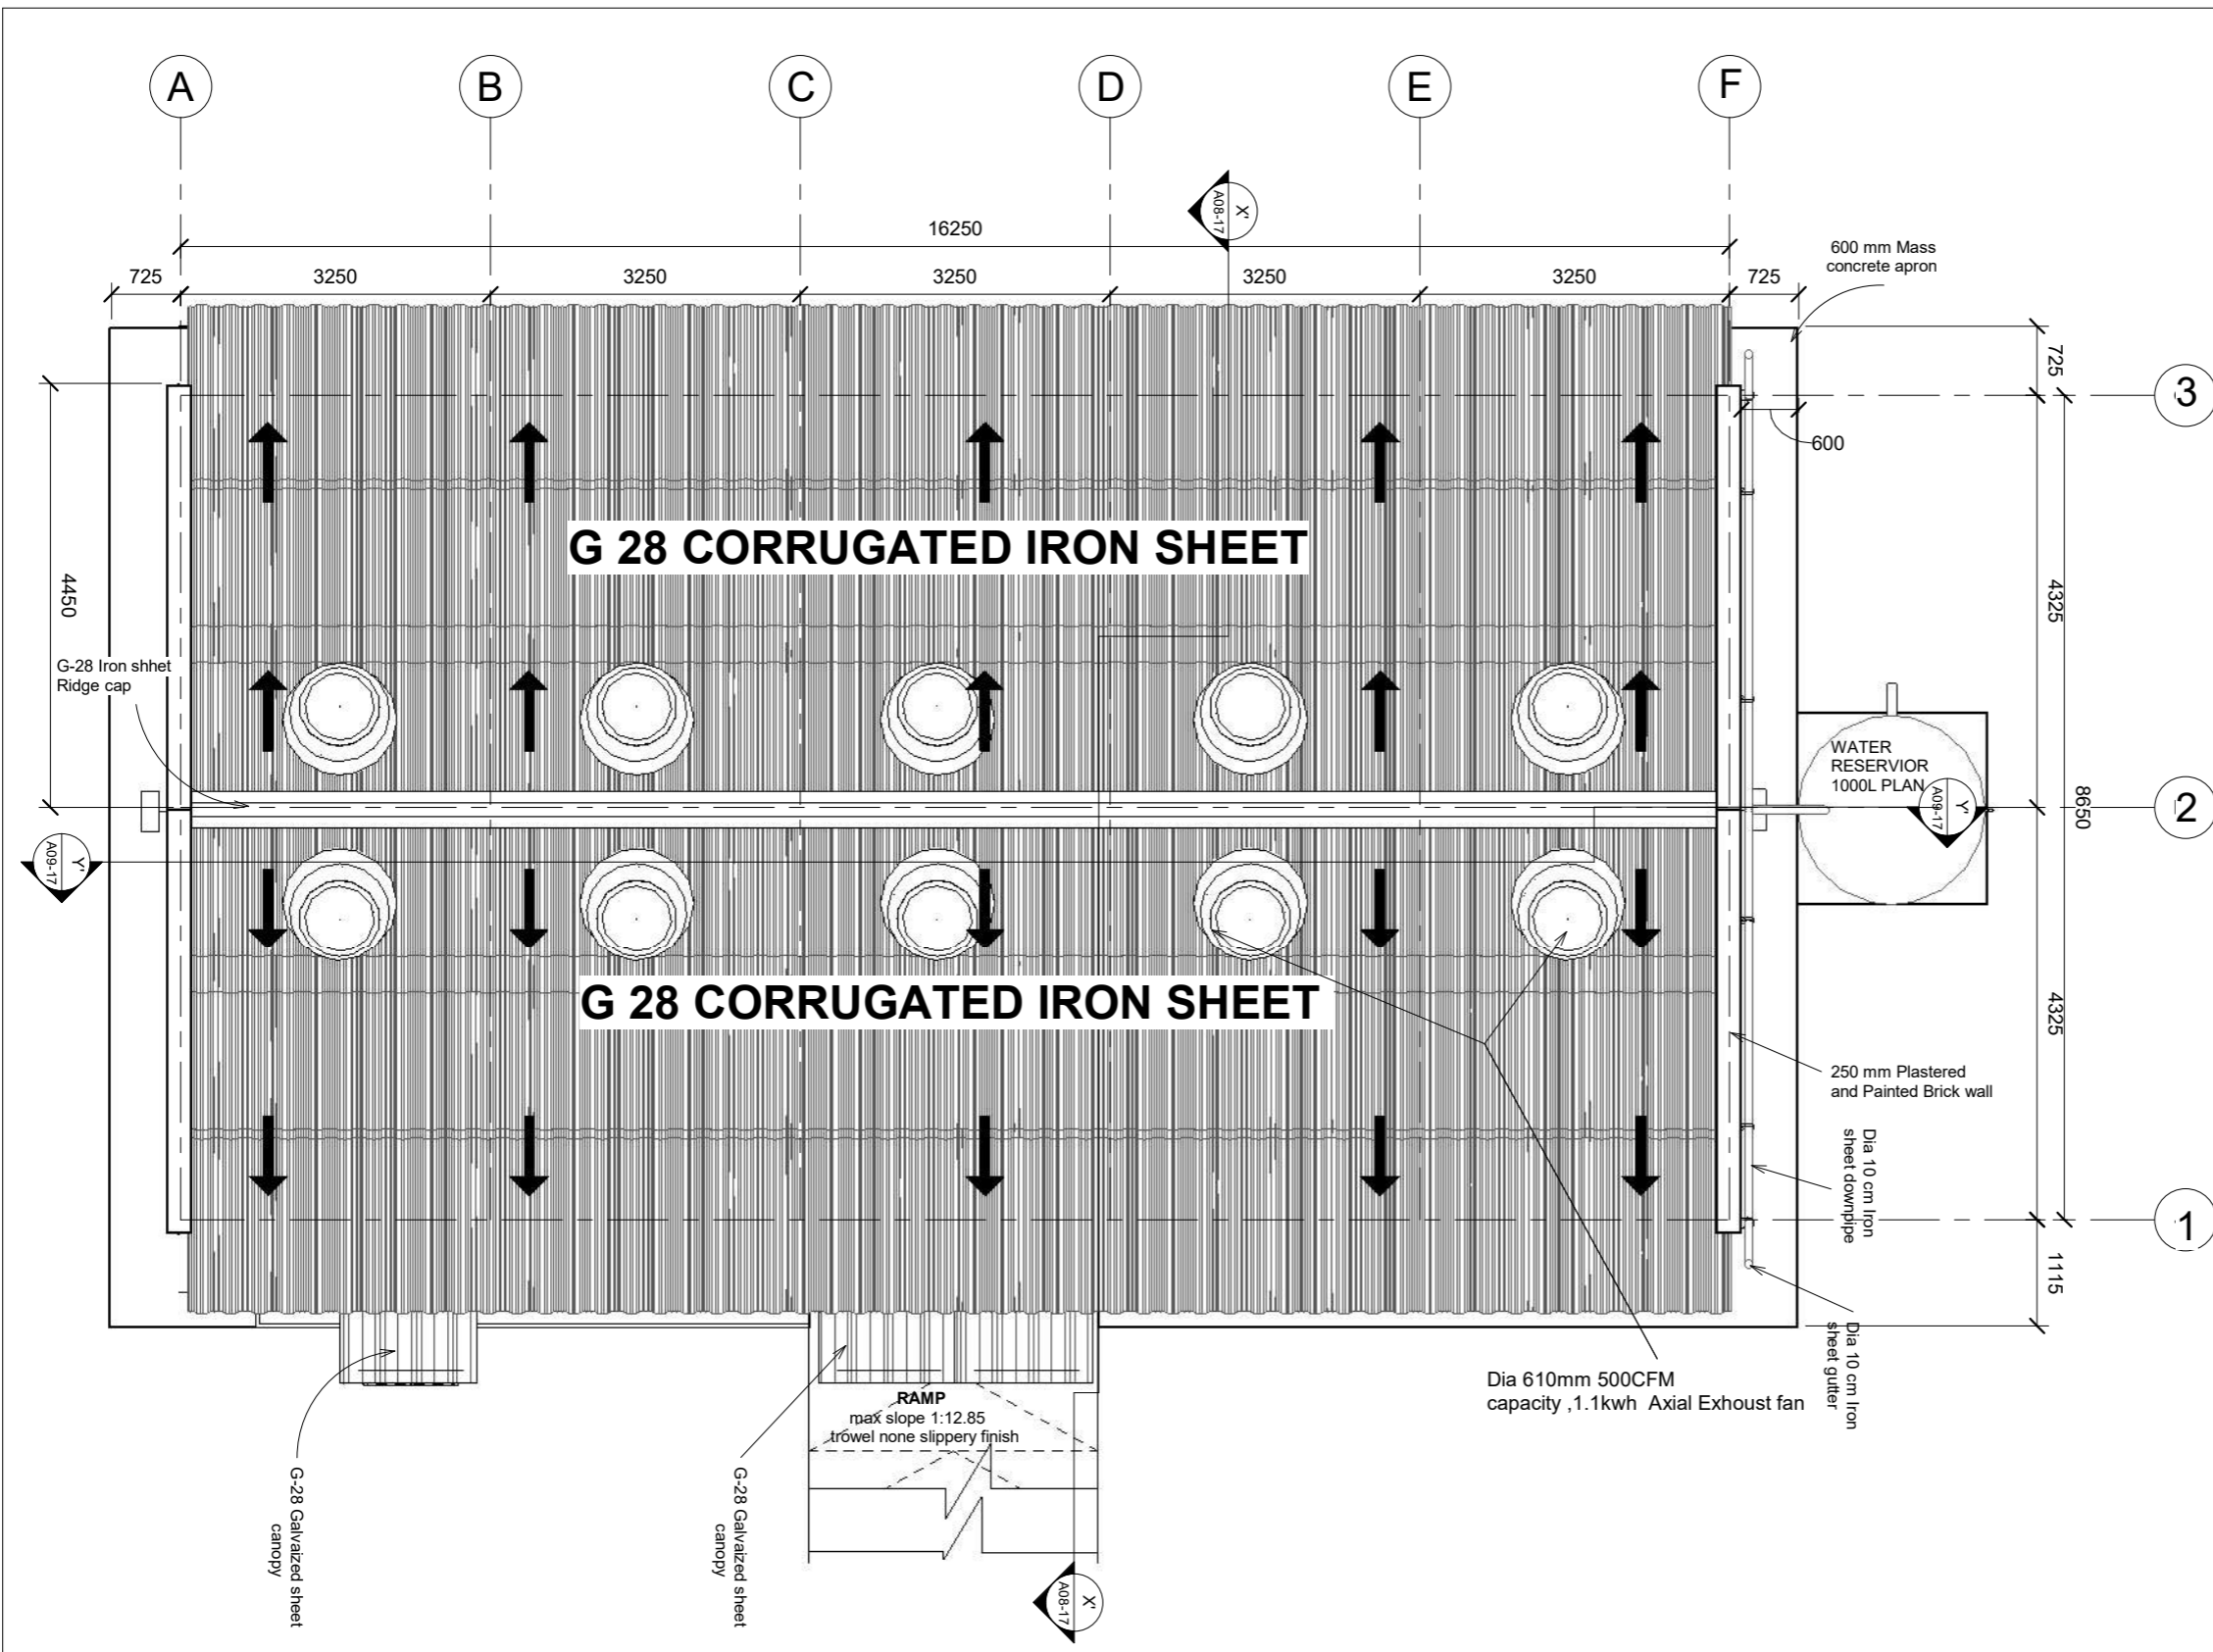 A
B
C
D
E
F
X'
A08-17
16250
725
3250
3250
3250
3250
3250
725
600 mm Mass
concrete apron
725
3
600
G 28 CORRUGATED IRON SHEET
4450
4325
G-28 Iron shhet
Ridge cap
WATER
RESERVIOR
1000L PLAN
Y'
A09-17
8650
2
Y'
A09-17
G 28 CORRUGATED IRON SHEET
4325
250 mm Plastered
and Painted Brick wall
Dia 10 cm Iron
sheet downpipe
1
1115
Dia 10 cm Iron
sheet gutter
Dia 610mm 500CFM
capacity ,1.1kwh Axial Exhoust fan
RAMP
max slope 1:12.85
trowel none slippery finish
G-28 Galvaized sheet
canopy
G-28 Galvaized sheet
canopy
X'
A08-17